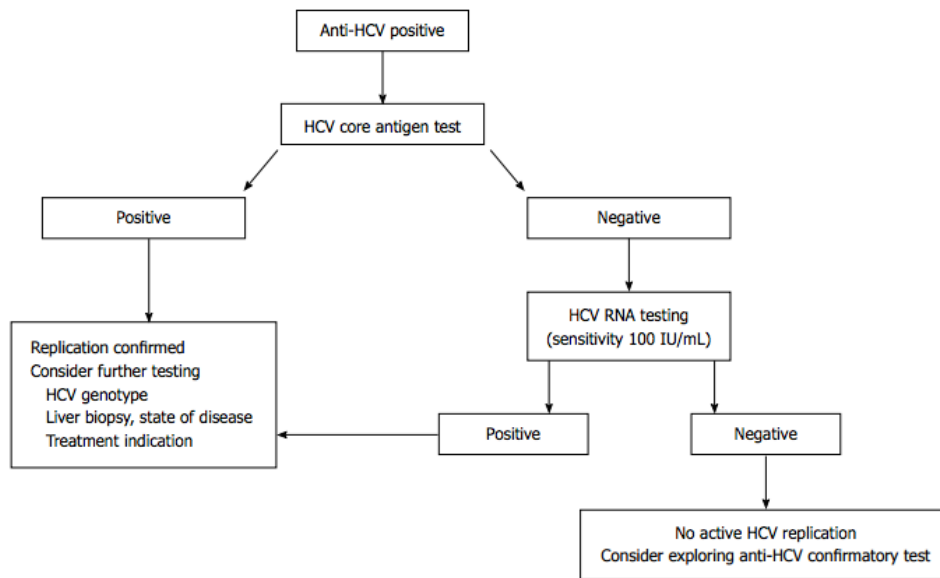 Anti-HCV positive
HCV core antigen test
Positive
Negative
HCV RNA testing
(sensitivity 100 IU/mL)
Replication confirmed
Consider further testing
HCV genotype
Liver biopsy, state of disease
Treatment indication
Positive
Negative
No active HCV replication
Consider exploring anti-HCV confirmatory test